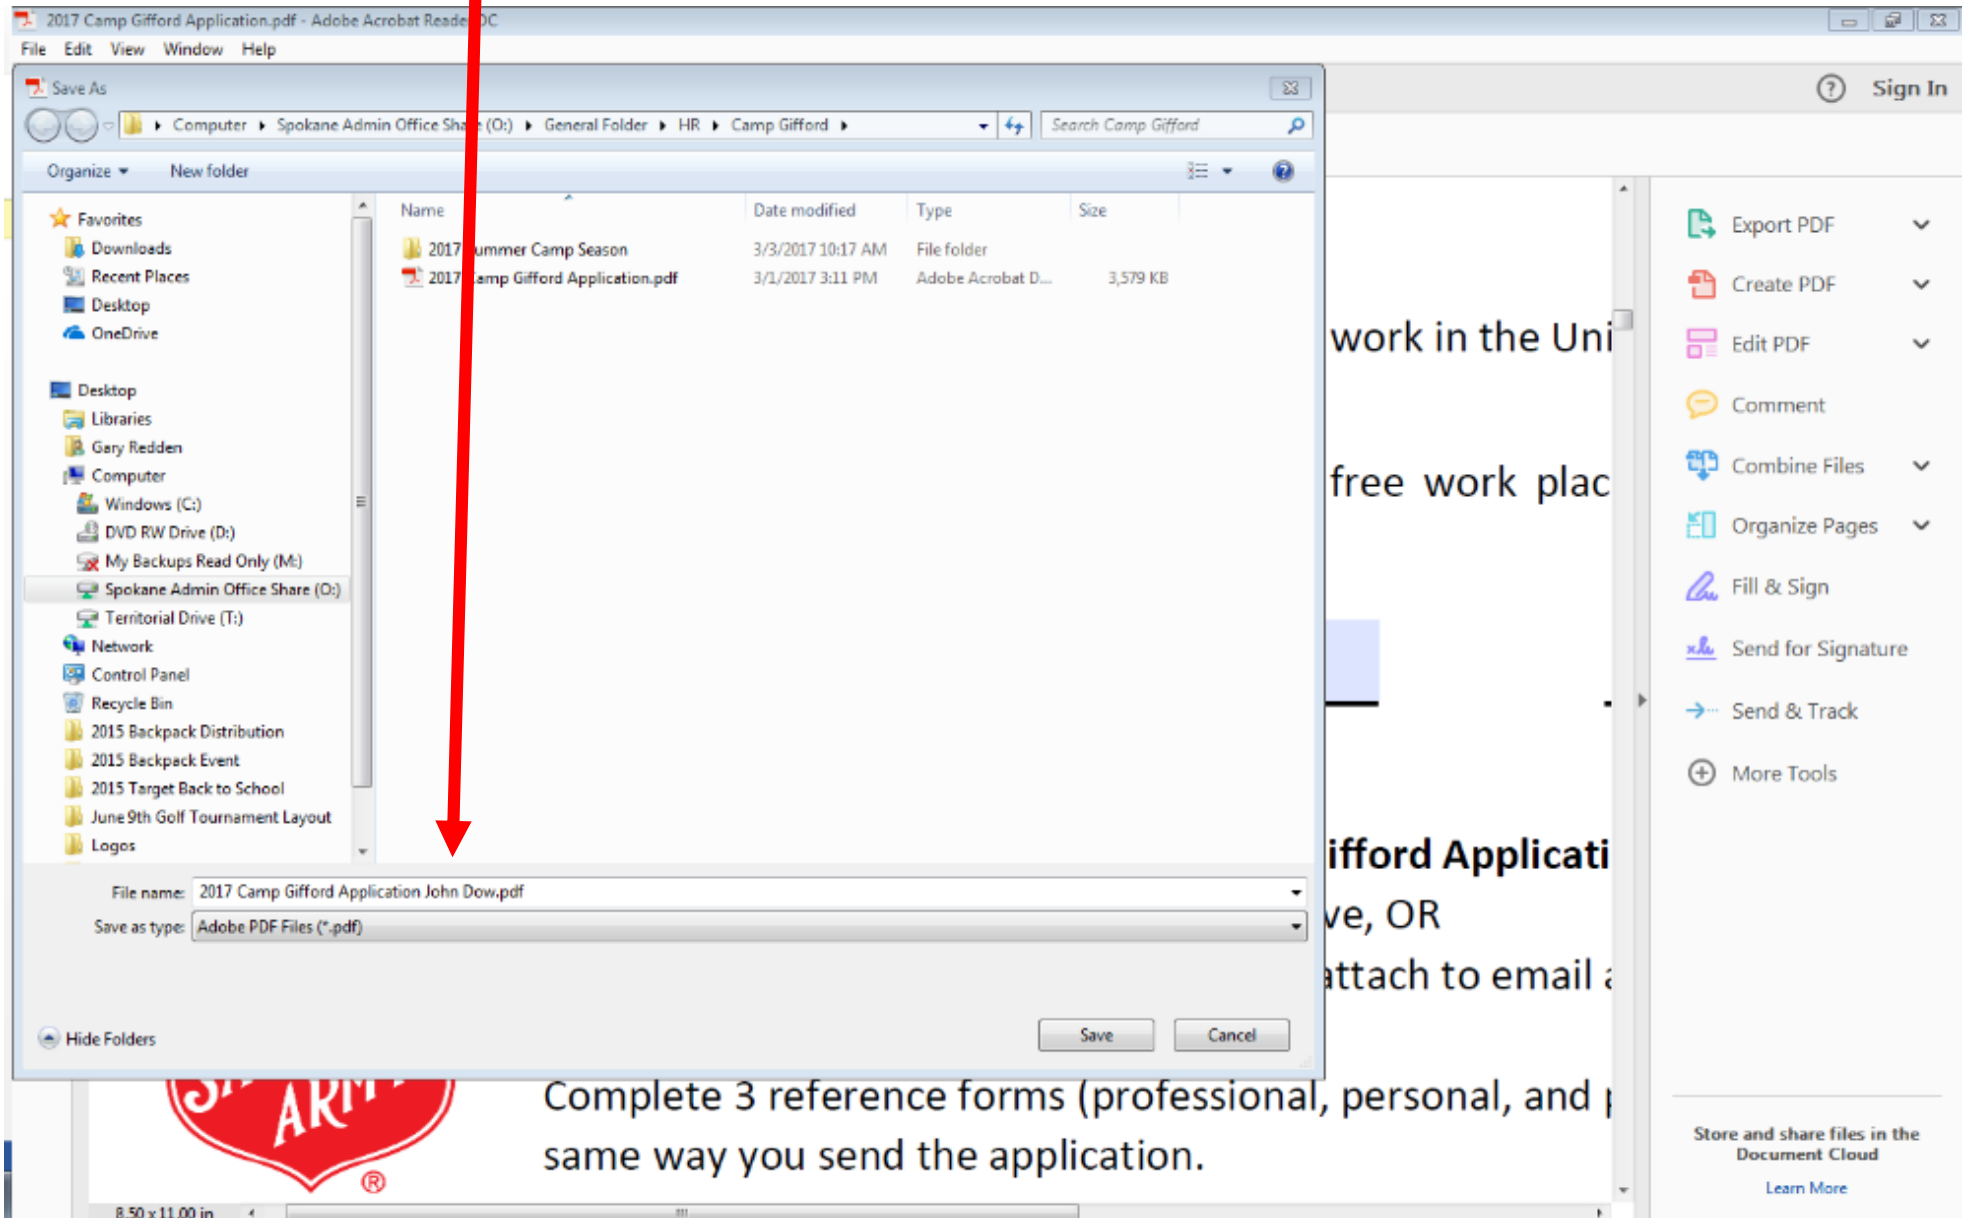 2017 Camp Gifford Application.pdf - Adobe Acrobat Reader DC
File Edit View Window Help
Sign In
Save As
Computer Spokane Admin Office Share (O:) General Folder HR Camp Gifford
Search Camp Gifford
Organize New folder
Name Date modified Type Size
2017 Summer Camp Season 3/3/2017 10:17 AM File folder
2017 Camp Gifford Application.pdf 3/1/2017 3:11 PM Adobe Acrobat D... 3,579 KB
Favorites
Downloads
Recent Places
Desktop
OneDrive
Desktop
Libraries
Gary Redden
Computer
Windows (C:)
DVD RW Drive (D:)
My Backups Read Only (M:)
Spokane Admin Office Share (O:)
Territorial Drive (T:)
Network
Control Panel
Recycle Bin
2015 Backpack Distribution
2015 Backpack Event
2015 Target Back to School
June 9th Golf Tournament Layout
Logos
File name: 2017 Camp Gifford Application John Dow.pdf
Save as type: Adobe PDF Files (*.pdf)
Hide Folders
Save Cancel
work in the Uni
free work plac
ifford Applicati
ve, OR
attach to email a
Complete 3 reference forms (professional, personal, and p
same way you send the application.
ARM
®
8.50 x 11.00 in
Export PDF
Create PDF
Edit PDF
Comment
Combine Files
Organize Pages
Fill & Sign
Send for Signature
Send & Track
More Tools
Store and share files in the
Document Cloud
Learn More